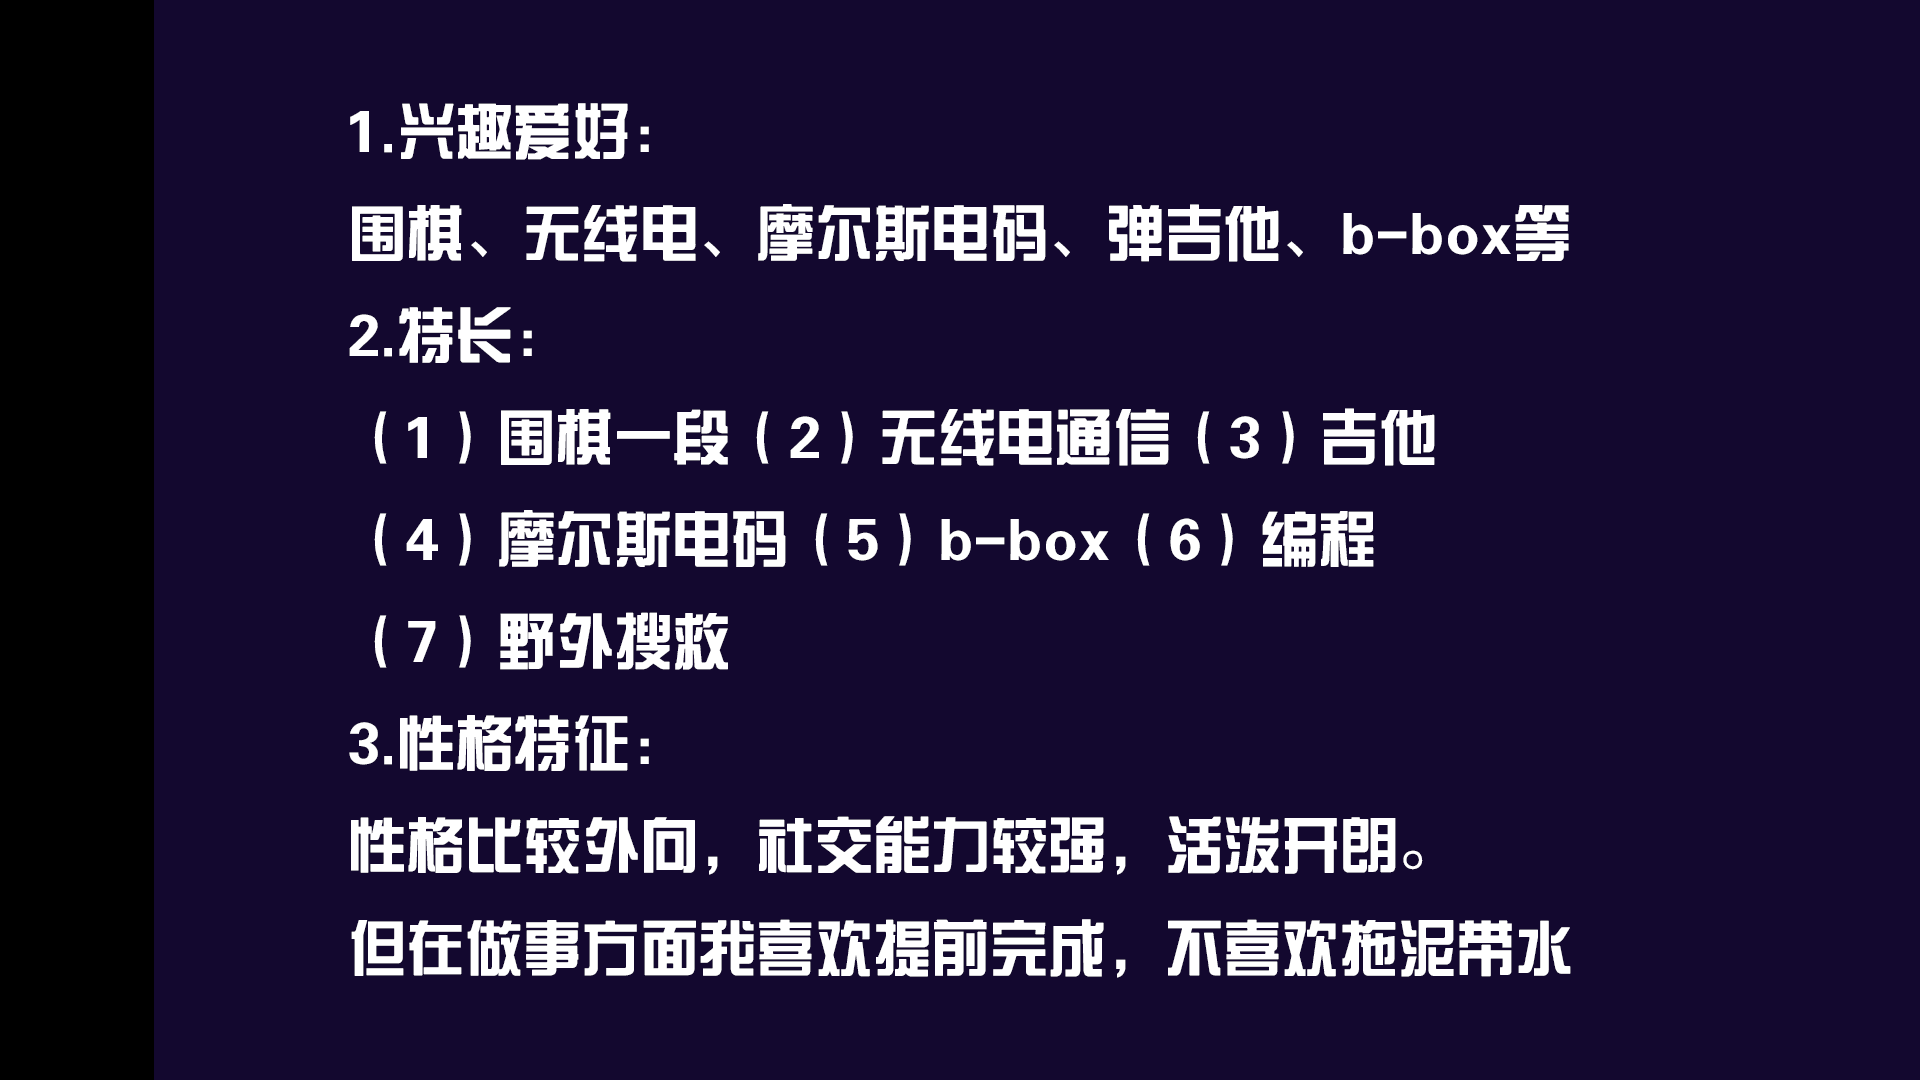 1.兴趣爱好：
围棋、无线电、摩尔斯电码、弹吉他、b-box等
2.特长：
（1）围棋一段（2）无线电通信（3）吉他
（4）摩尔斯电码（5）b-box（6）编程
（7）野外搜救
3.性格特征：
性格比较外向，社交能力较强，活泼开朗。
但在做事方面我喜欢提前完成，不喜欢拖泥带水